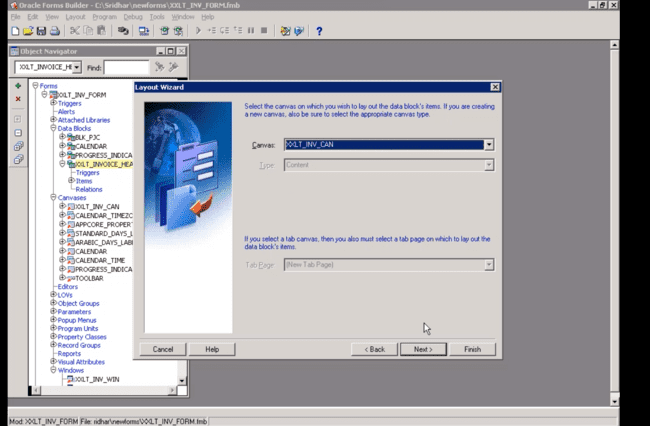 Oracle Forms Builder - C:\Sridhar\newforms\XXLT_INV_FORM.fmb
File Edit View Layout Program Debug Tools Window Help
Object Navigator
XXLT_INVOICE_HE Find:
Forms
XXLT_INV_FORM
Triggers
Alerts
Attached Libraries
Data Blocks
BLK_PJC
CALENDAR
PROGRESS_INDICA
XXLT_INVOICE_HEA
Triggers
Items
Relations
Canvases
XXLT_INV_CAN
CALENDAR_TIMEZO
APPCORE_PROPERT
STANDARD_DAYS_L
ARABIC_DAYS_LAB
CALENDAR
CALENDAR_TIME
PROGRESS_INDICA
TOOLBAR
Editors
LOVs
Object Groups
Parameters
Popup Menus
Program Units
Property Classes
Record Groups
Reports
Visual Attributes
Windows
XXLT_INV_WIN
Layout Wizard
Select the canvas on which you wish to lay out the data block's items. If you are creating
a new canvas, also be sure to select the appropriate canvas type.
Canvas: XXLT_INV_CAN
Type: Content
If you select a tab canvas, then you also must select a tab page on which to lay out the
data block's items.
Tab Page: (New Tab Page)
Cancel Help < Back Next > Finish
Mod: XXLT_INV_FORM File: ridhar\newforms\XXLT_INV_FORM.fmb